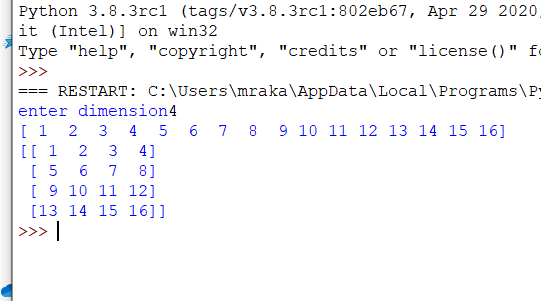 Python 3.8.3rc1 (tags/v3.8.3rc1:802eb67, Apr 29 2020,
it (Intel)] on win32
Type "help", "copyright", "credits" or "license()" fo
>>>
=== RESTART: C:\Users\mraka\AppData\Local\Programs\Py
enter dimension4
[ 1  2  3  4  5  6  7  8  9 10 11 12 13 14 15 16]
[[ 1  2  3  4]
 [ 5  6  7  8]
 [ 9 10 11 12]
 [13 14 15 16]]
>>>